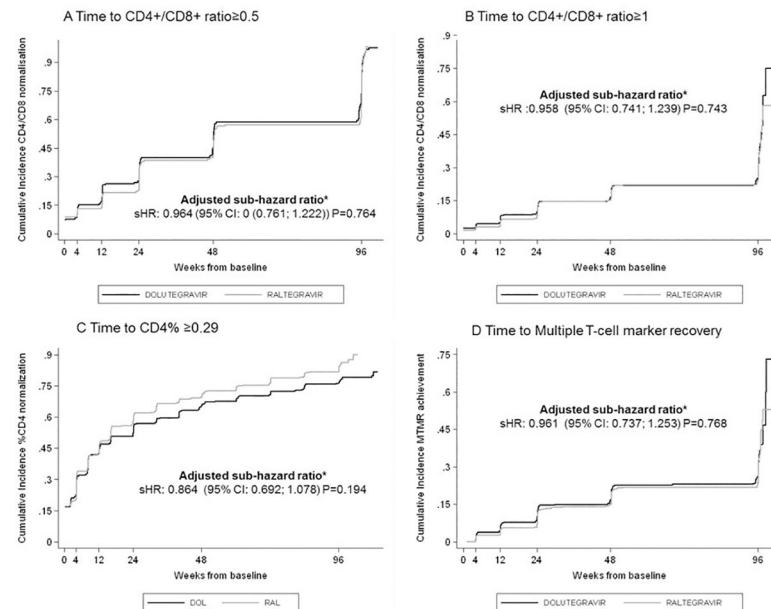 A Time to CD4+/CD8+ ratio≥0.5
Cumulative Incidence CD4/CD8 normalisation
.9
.75
.6
.45
.3
.15
0
Adjusted sub-hazard ratio*
sHR: 0.964 (95% CI: 0 (0.761; 1.222)) P=0.764
0 4 12 24 48 96
Weeks from baseline
DOLUTEGRAVIR RALTEGRAVIR
B Time to CD4+/CD8+ ratio≥1
Cumulative Incidence CD4/CD8 normalisation
.75
.6
.45
.3
.15
0
Adjusted sub-hazard ratio*
sHR :0.958 (95% CI: 0.741; 1.239) P=0.743
0 4 12 24 48 96
Weeks from baseline
DOLUTEGRAVIR RALTEGRAVIR
C Time to CD4% ≥0.29
Cumulative Incidence %CD4 normalization
.9
.75
.6
.45
.3
.15
0
Adjusted sub-hazard ratio*
sHR: 0.864 (95% CI: 0.692; 1.078) P=0.194
0 4 12 24 48 96
Weeks from baseline
DOL RAL
D Time to Multiple T-cell marker recovery
Cumulative Incidence MTMR achievement
.75
.6
.45
.3
.15
0
Adjusted sub-hazard ratio*
sHR: 0.961 (95% CI: 0.737; 1.253) P=0.768
0 4 12 24 48 96
Weeks from baseline
DOLUTEGRAVIR RALTEGRAVIR